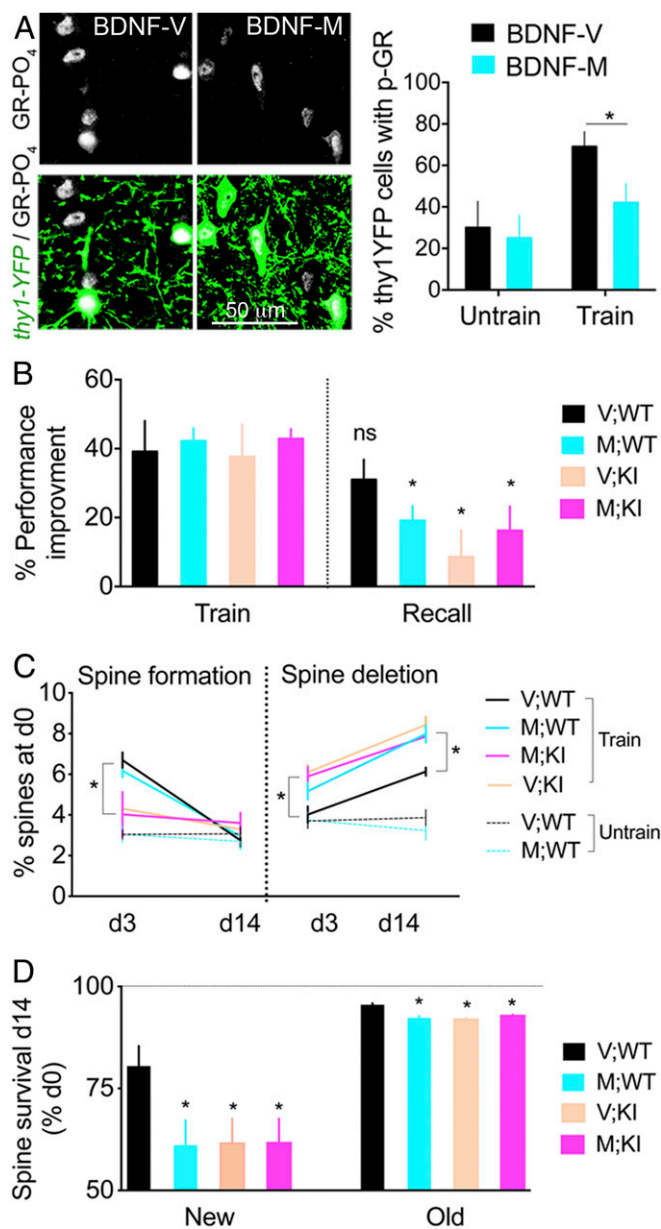 A
BDNF-V
BDNF-M
GR-PO4
thy1-YFP / GR-PO4
50 µm
BDNF-V
BDNF-M
% thy1YFP cells with p-GR
100
80
60
40
20
*
Untrain
Train
B
% Performance
improvment
60
40
20
0
ns
*
*
*
Train
Recall
V;WT
M;WT
V;KI
M;KI
C
Spine formation
Spine deletion
% spines at d0
10
8
6
4
2
0
*
*
*
d3
d14
d3
d14
V;WT
M;WT
M;KI
V;KI
Train
V;WT
M;WT
Untrain
D
Spine survival d14
(% d0)
100
75
50
*
*
*
*
*
*
New
Old
V;WT
M;WT
V;KI
M;KI